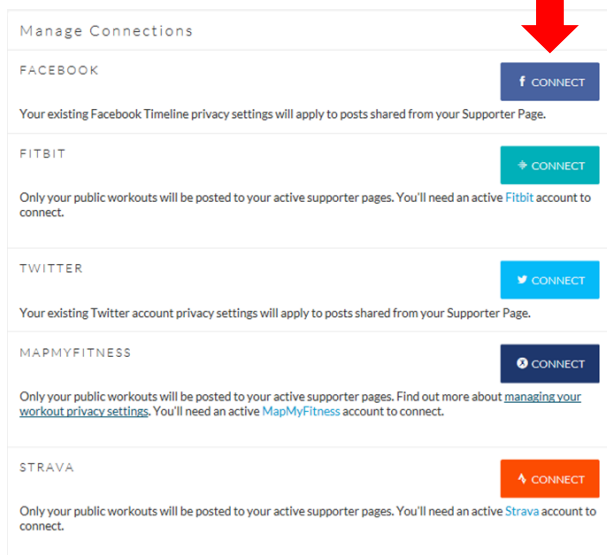 Manage Connections
FACEBOOK
f CONNECT
Your existing Facebook Timeline privacy settings will apply to posts shared from your Supporter Page.
FITBIT
CONNECT
Only your public workouts will be posted to your active supporter pages. You'll need an active Fitbit account to
connect.
TWITTER
CONNECT
Your existing Twitter account privacy settings will apply to posts shared from your Supporter Page.
MAPMYFITNESS
CONNECT
Only your public workouts will be posted to your active supporter pages. Find out more about managing your
workout privacy settings. You'll need an active MapMyFitness account to connect.
STRAVA
CONNECT
Only your public workouts will be posted to your active supporter pages. You'll need an active Strava account to
connect.